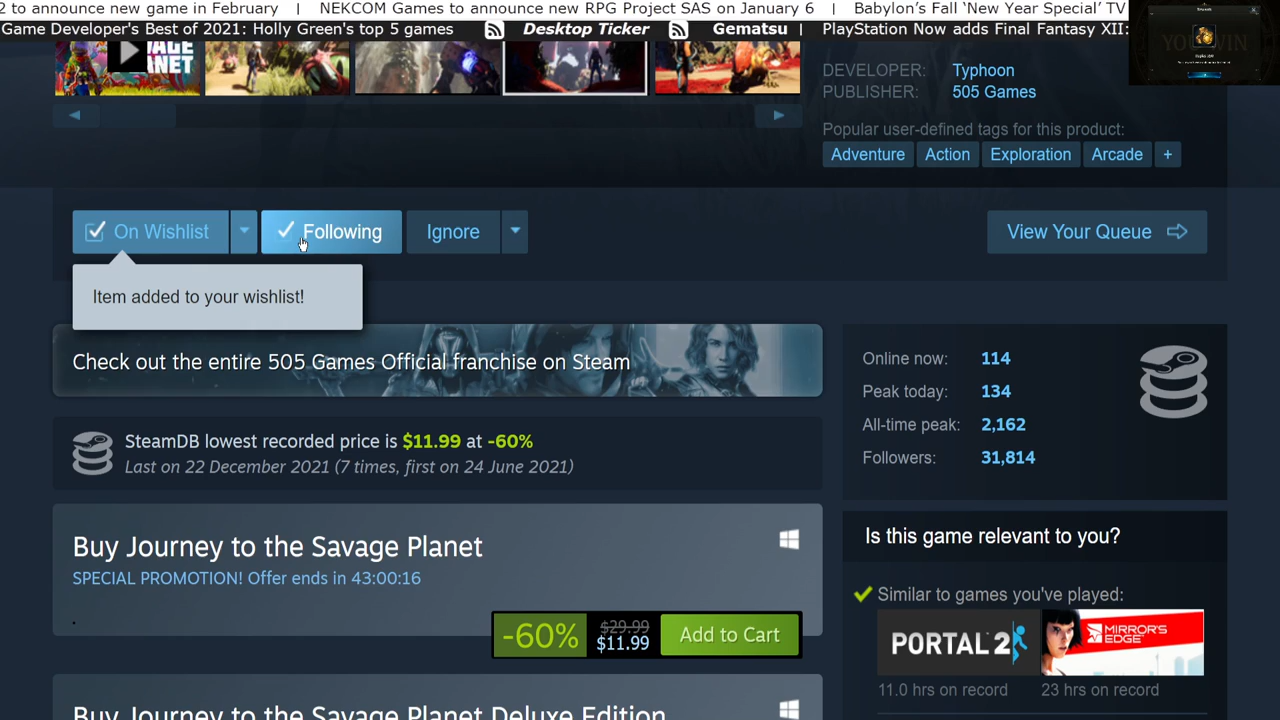 2 to announce new game in February | NEKCOM Games to announce new RPG Project SAS on January 6 | Babylon's Fall 'New Year Special' TV
Game Developer's Best of 2021: Holly Green's top 5 games Desktop Ticker Gematsu | PlayStation Now adds Final Fantasy XII:
YOU WIN
PLANET
DEVELOPER: Typhoon
PUBLISHER: 505 Games
Popular user-defined tags for this product:
Adventure Action Exploration Arcade +
On Wishlist Following Ignore View Your Queue
Item added to your wishlist!
Check out the entire 505 Games Official franchise on Steam
Online now: 114
Peak today: 134
All-time peak: 2,162
Followers: 31,814
SteamDB lowest recorded price is $11.99 at -60%
Last on 22 December 2021 (7 times, first on 24 June 2021)
Buy Journey to the Savage Planet
SPECIAL PROMOTION! Offer ends in 43:00:16
-60% $29.99 $11.99 Add to Cart
Is this game relevant to you?
Similar to games you've played:
PORTAL 2 MIRROR'S EDGE
11.0 hrs on record 23 hrs on record
Buy Journey to the Savage Planet Deluxe Edition